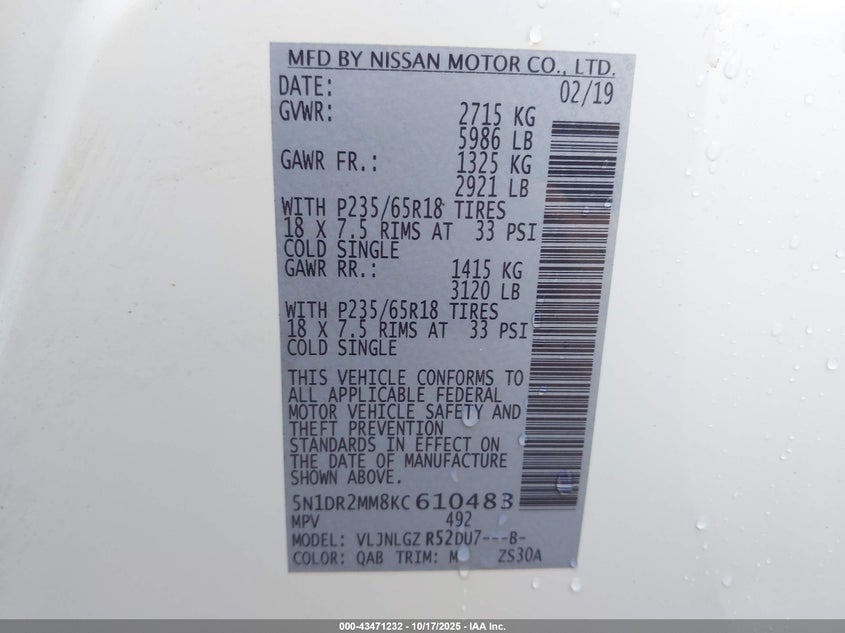 MFD BY NISSAN MOTOR CO., LTD.
DATE: 02/19
GVWR: 2715 KG
5986 LB
GAWR FR.: 1325 KG
2921 LB
WITH P235/65R18 TIRES
18 X 7.5 RIMS AT 33 PSI
COLD SINGLE
GAWR RR.: 1415 KG
3120 LB
WITH P235/65R18 TIRES
18 X 7.5 RIMS AT 33 PSI
COLD SINGLE
THIS VEHICLE CONFORMS TO
ALL APPLICABLE FEDERAL
MOTOR VEHICLE SAFETY AND
THEFT PREVENTION
STANDARDS IN EFFECT ON
THE DATE OF MANUFACTURE
SHOWN ABOVE.
5N1DR2MM8KC610483
MPV 492
MODEL: VLJNLGZ R52DU7---B-
COLOR: QAB TRIM: ZS30A
000-43471232 - 10/17/2025 - IAA Inc.